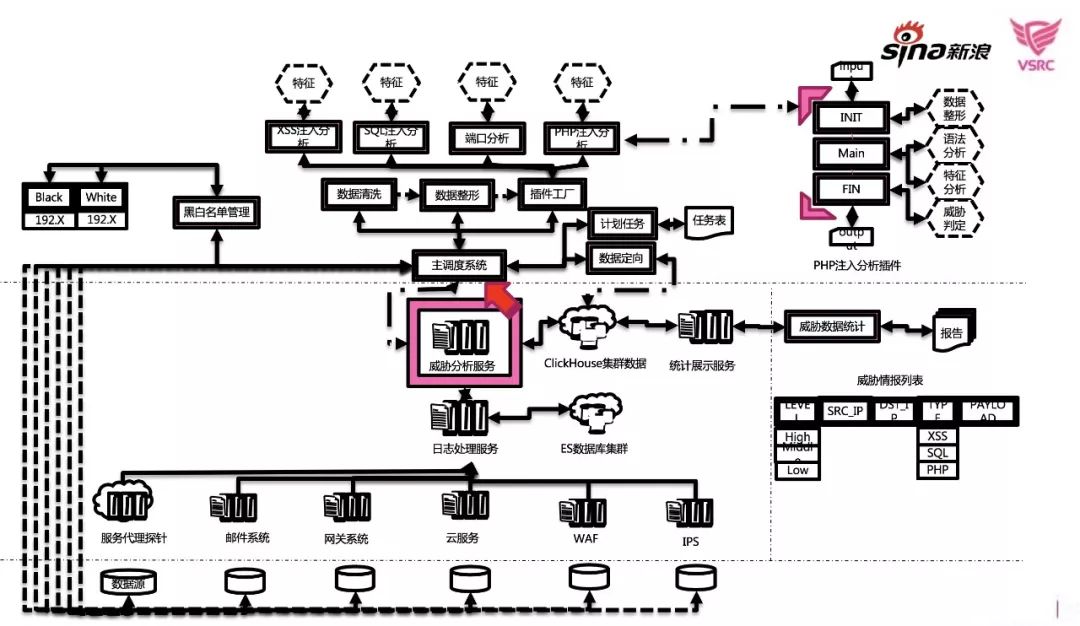 sina新浪
VSRC
特征
特征
特征
特征
input
XSS注入分析
SQL注入分析
端口分析
PHP注入分析
INIT
数据
整形
Main
语法
分析
FIN
特征
分析
威胁
判定
output
PHP注入分析插件
Black
White
192.X
192.X
黑白名单管理
数据清洗
数据整形
插件工厂
计划任务
任务表
主调度系统
数据定向
威胁分析服务
ClickHouse集群数据
统计展示服务
威胁数据统计
报告
日志处理服务
ES数据库集群
威胁情报列表
LEVEL
SRC_IP
DST_IP
TYPE
PAYLOAD
High
Middle
Low
XSS
SQL
PHP
服务代理探针
邮件系统
网关系统
云服务
WAF
IPS
数据源